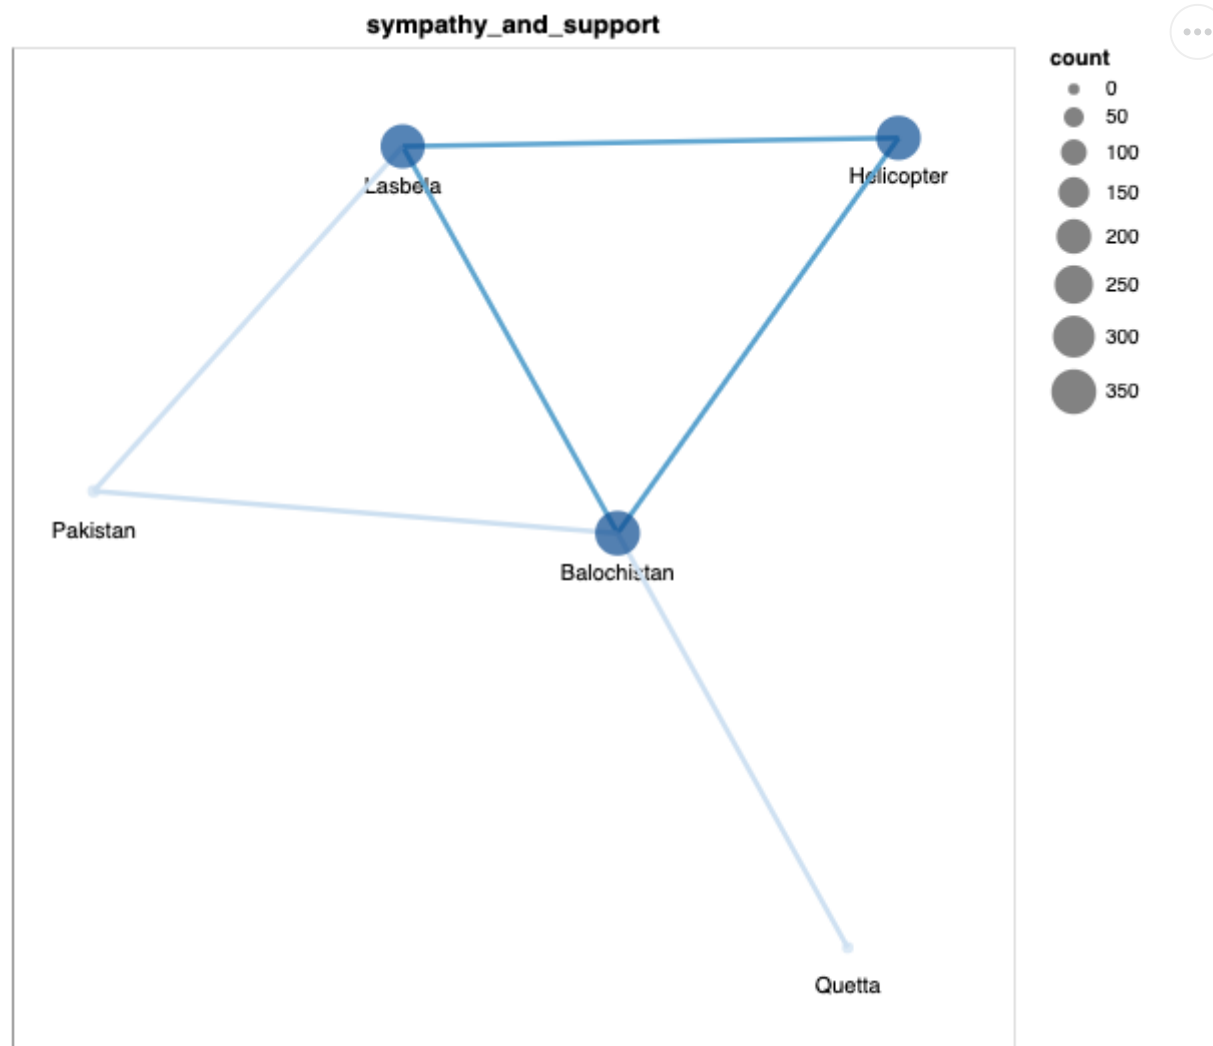 sympathy_and_support
Lasbela
Helicopter
Pakistan
Balochistan
Quetta
count
0
50
100
150
200
250
300
350